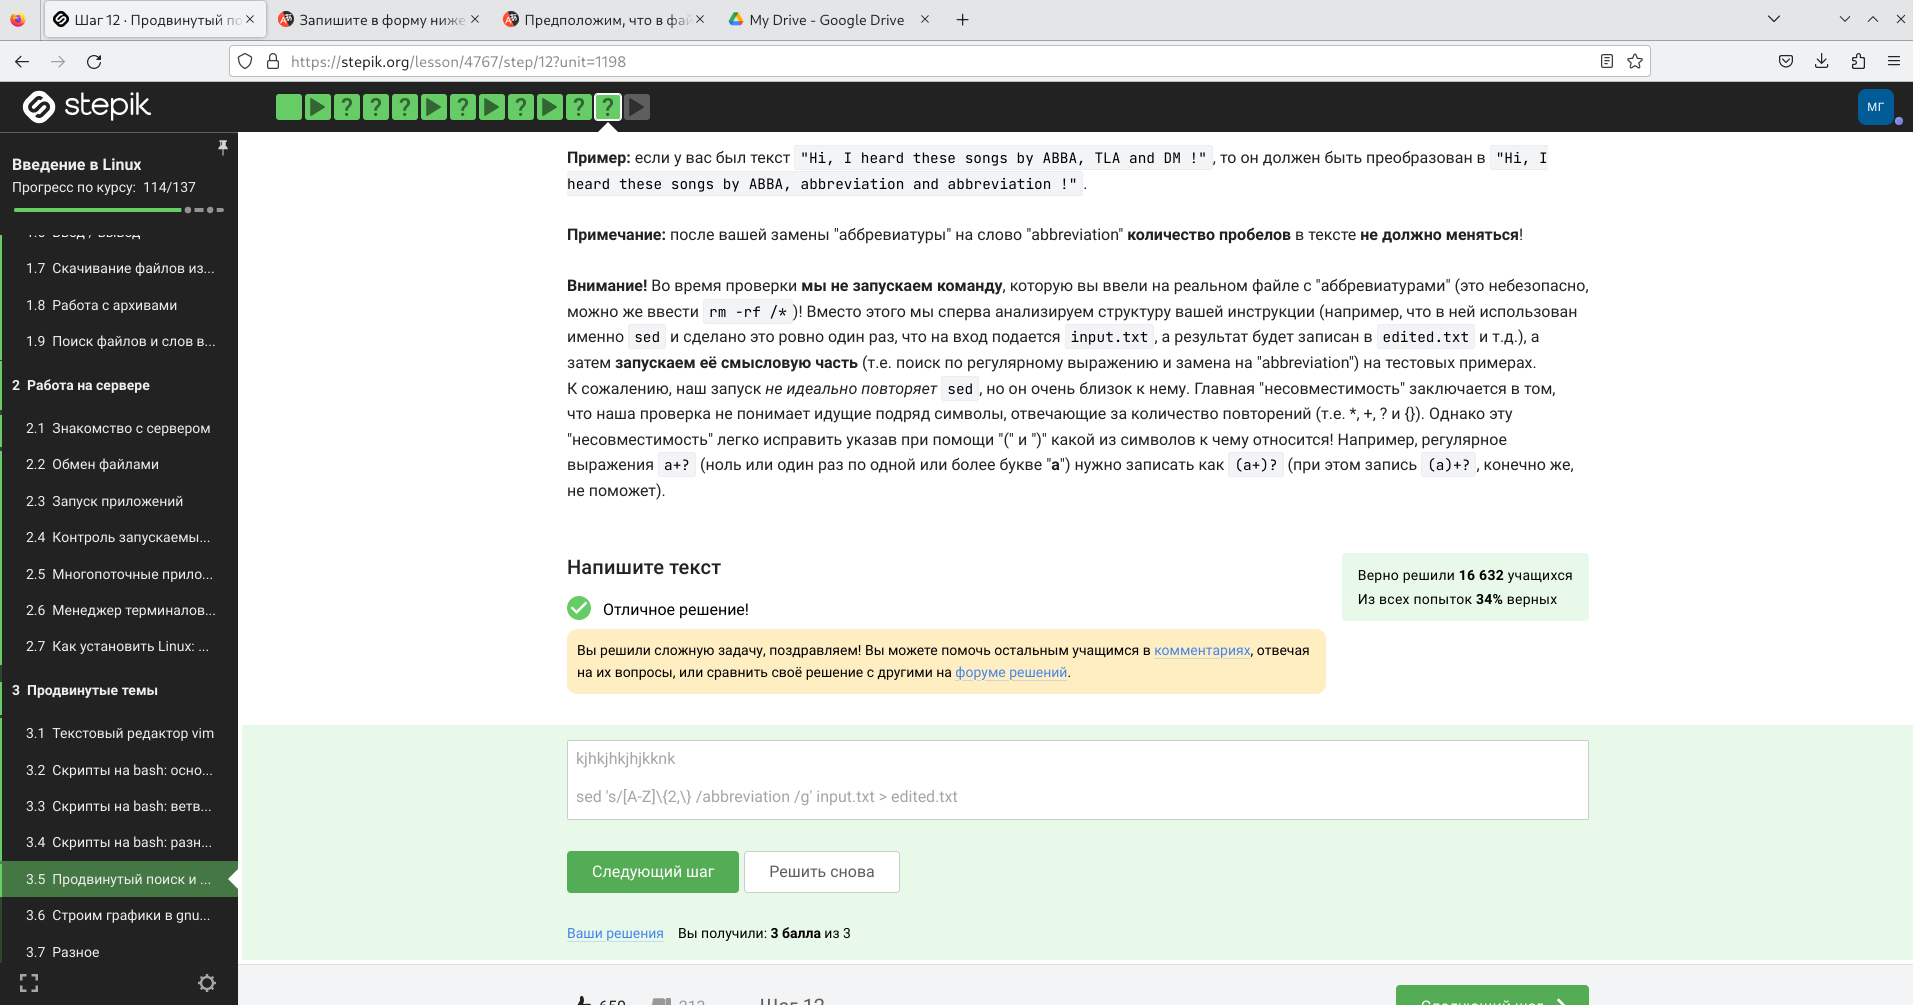 Шаг 12 · Продвинутый по
Запишите в форму ниже
Предположим, что в фай
My Drive - Google Drive
https://stepik.org/lesson/4767/step/12?unit=1198
stepik
МГ
Введение в Linux
Прогресс по курсу: 114/137
1.7 Скачивание файлов из...
1.8 Работа с архивами
1.9 Поиск файлов и слов в...
2 Работа на сервере
2.1 Знакомство с сервером
2.2 Обмен файлами
2.3 Запуск приложений
2.4 Контроль запускаемы...
2.5 Многопоточные прило...
2.6 Менеджер терминалов...
2.7 Как установить Linux: ...
3 Продвинутые темы
3.1 Текстовый редактор vim
3.2 Скрипты на bash: осно...
3.3 Скрипты на bash: ветв...
3.4 Скрипты на bash: разн...
3.5 Продвинутый поиск и ...
3.6 Строим графики в gnu...
3.7 Разное
Пример: если у вас был текст "Hi, I heard these songs by ABBA, TLA and DM !", то он должен быть преобразован в "Hi, I
heard these songs by ABBA, abbreviation and abbreviation !".
Примечание: после вашей замены "аббревиатуры" на слово "abbreviation" количество пробелов в тексте не должно меняться!
Внимание! Во время проверки мы не запускаем команду, которую вы ввели на реальном файле с "аббревиатурами" (это небезопасно,
можно же ввести rm -rf /*)! Вместо этого мы сперва анализируем структуру вашей инструкции (например, что в ней использован
именно sed и сделано это ровно один раз, что на вход подается input.txt, а результат будет записан в edited.txt и т.д.), а
затем запускаем её смысловую часть (т.е. поиск по регулярному выражению и замена на "abbreviation") на тестовых примерах.
К сожалению, наш запуск не идеально повторяет sed, но он очень близок к нему. Главная "несовместимость" заключается в том,
что наша проверка не понимает идущие подряд символы, отвечающие за количество повторений (т.е. *, +, ? и {}). Однако эту
"несовместимость" легко исправить указав при помощи "(" и ")" какой из символов к чему относится! Например, регулярное
выражения a+? (ноль или один раз по одной или более букве "a") нужно записать как (a+)? (при этом запись (a)+?, конечно же,
не поможет).
Напишите текст
Верно решили 16 632 учащихся
Из всех попыток 34% верных
Отличное решение!
Вы решили сложную задачу, поздравляем! Вы можете помочь остальным учащимся в комментариях, отвечая
на их вопросы, или сравнить своё решение с другими на форуме решений.
kjhkjhkjhjkknk
sed 's/[A-Z]\{2,\} /abbreviation /g' input.txt > edited.txt
Следующий шаг
Решить снова
Ваши решения Вы получили: 3 балла из 3
Шаг 12
Следующий шаг